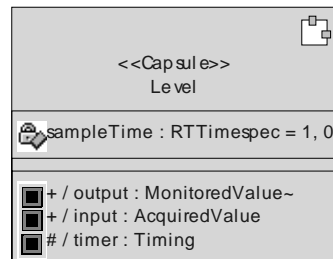 <<Capsule>>
Level
sampleTime : RTTimespec = 1, 0
+ / output : MonitoredValue~
+ / input : AcquiredValue
# / timer : Timing